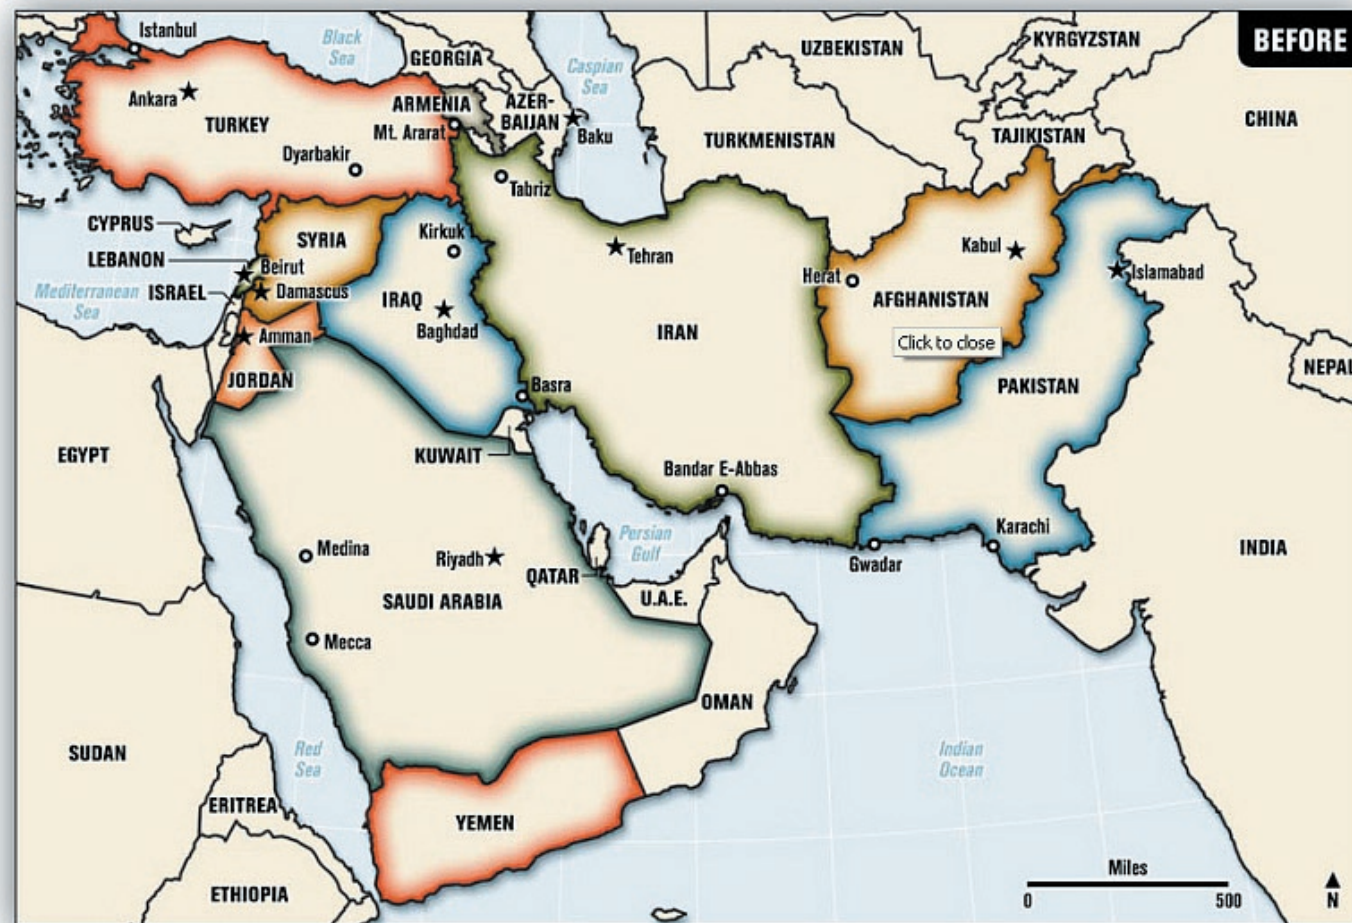 BEFORE
Istanbul
Black
Sea
GEORGIA
Caspian
Sea
UZBEKISTAN
KYRGYZSTAN
Ankara
TURKEY
ARMENIA
Mt. Ararat
AZER-
BAIJAN
Baku
TURKMENISTAN
TAJIKISTAN
CHINA
Dyarbakir
Tabriz
CYPRUS
SYRIA
Kirkuk
Tehran
Kabul
LEBANON
Beirut
Herat
Islamabad
Mediterranean
Sea
ISRAEL
Damascus
IRAQ
Baghdad
AFGHANISTAN
Amman
IRAN
Click to close
JORDAN
Basra
PAKISTAN
NEPAL
EGYPT
KUWAIT
Bandar E-Abbas
Medina
Riyadh
Persian
Gulf
Karachi
QATAR
Gwadar
INDIA
SAUDI ARABIA
U.A.E.
Mecca
OMAN
SUDAN
Red
Sea
Indian
Ocean
ERITREA
YEMEN
ETHIOPIA
Miles
0 500
N